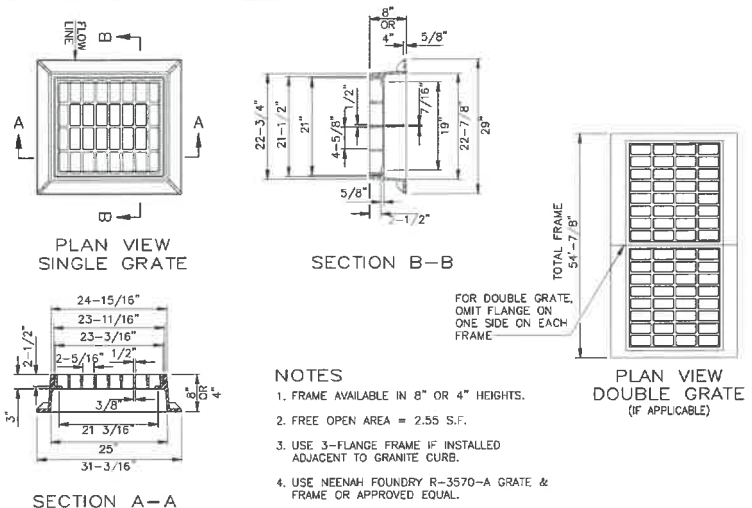 FLOW
LINE
B
A
A
B
PLAN VIEW
SINGLE GRATE
8"
OR
4"
5/8"
22-3/4"
21-1/2"
21"
1/2"
4-5/8"
7/16"
19"
22-7/8"
29"
5/8"
2-1/2"
SECTION B-B
TOTAL FRAME
54'-7/8"
FOR DOUBLE GRATE,
OMIT FLANGE ON
ONE SIDE ON EACH
FRAME
PLAN VIEW
DOUBLE GRATE
(IF APPLICABLE)
24-15/16"
23-11/16"
23-3/16"
2-1/2"
2-5/16"
1/2"
3"
3/8"
8"
OR
4"
21 3/16"
25"
31-3/16"
SECTION A-A
NOTES
1. FRAME AVAILABLE IN 8" OR 4" HEIGHTS.
2. FREE OPEN AREA = 2.55 S.F.
3. USE 3-FLANGE FRAME IF INSTALLED
ADJACENT TO GRANITE CURB.
4. USE NEENAH FOUNDRY R-3570-A GRATE &
FRAME OR APPROVED EQUAL.